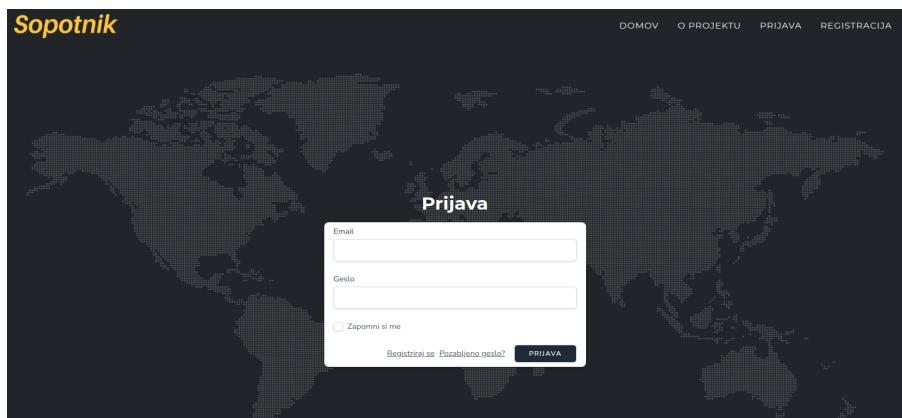 Sopotnik
DOMOV O PROJEKTU PRIJAVA REGISTRACIJA
Prijava
Email
Geslo
Zapomni si me
Registriraj se Pozabljeno geslo? PRIJAVA